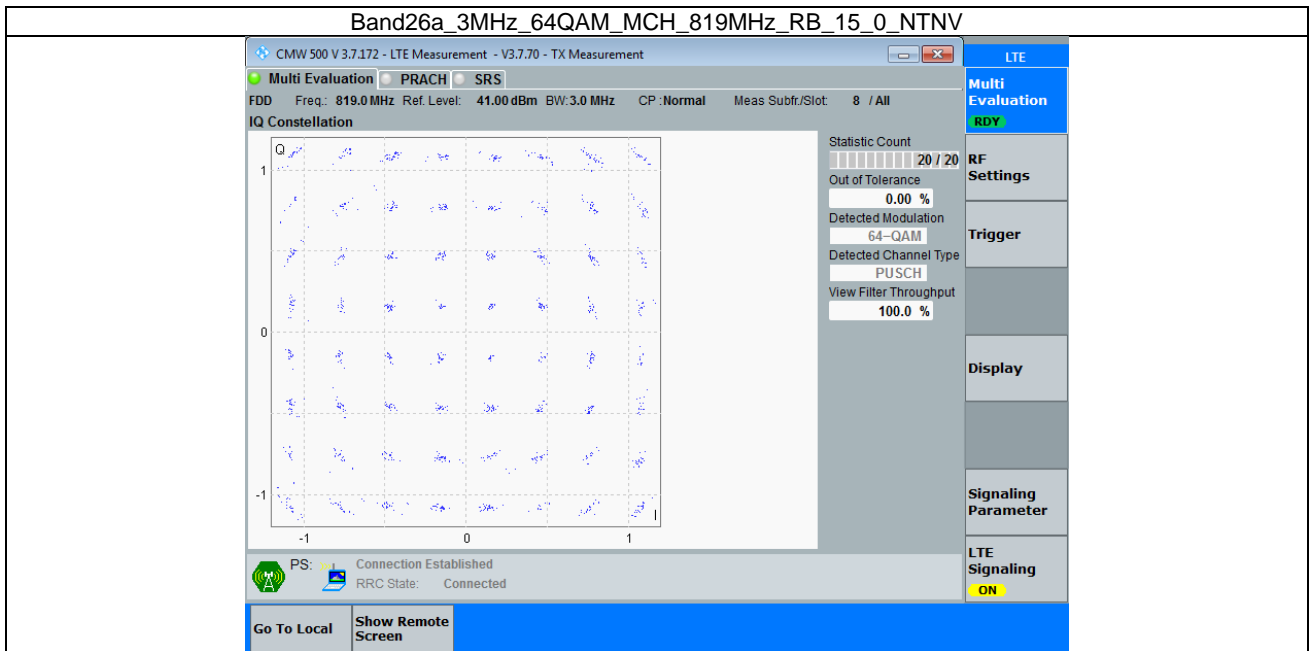 Band26a_3MHz_64QAM_MCH_819MHz_RB_15_0_NTNV
CMW 500 V 3.7.172 - LTE Measurement - V3.7.70 - TX Measurement
LTE
Multi Evaluation PRACH SRS
FDD Freq.: 819.0 MHz Ref. Level: 41.00 dBm BW: 3.0 MHz CP : Normal Meas Subfr./Slot: 8 / All
IQ Constellation
Q
1
0
-1
-1 0 1
I
Statistic Count
20 / 20
Out of Tolerance
0.00 %
Detected Modulation
64-QAM
Detected Channel Type
PUSCH
View Filter Throughput
100.0 %
Multi
Evaluation
RDY
RF
Settings
Trigger
Display
Signaling
Parameter
LTE
Signaling
ON
PS: Connection Established
RRC State: Connected
Go To Local
Show Remote
Screen